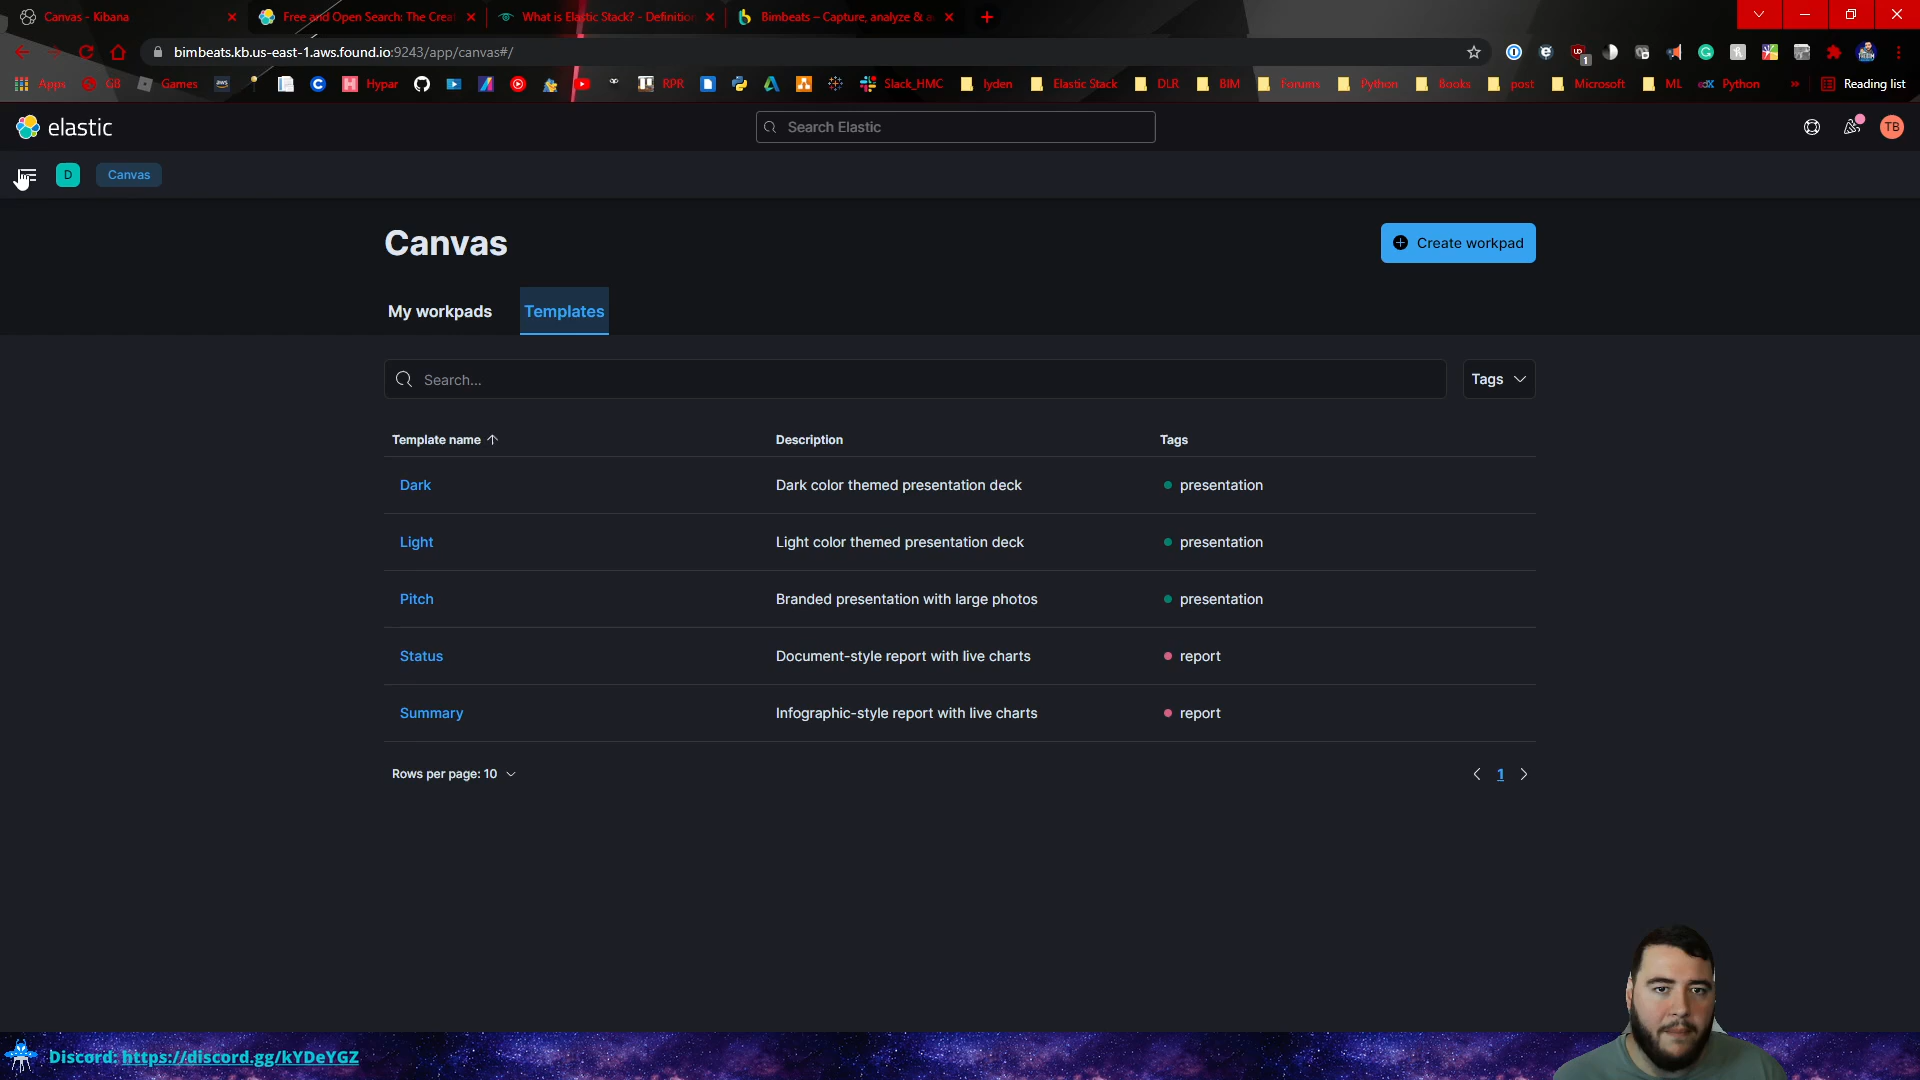 Canvas - Kibana
Free and Open Search: The Creat
What is Elastic Stack? - Definition
Bimbeats – Capture, analyze & a
bimbeats.kb.us-east-1.aws.found.io:9243/app/canvas#/
Apps
GB
Games
aws
Hypar
RPR
Slack_HMC
lyden
Elastic Stack
DLR
BIM
Forums
Python
Books
post
Microsoft
ML
edX
Python
»
Reading list
elastic
Search Elastic
TB
D
Canvas
Canvas
Create workpad
My workpads
Templates
Search...
Tags
Template name
Description
Tags
Dark
Dark color themed presentation deck
presentation
Light
Light color themed presentation deck
presentation
Pitch
Branded presentation with large photos
presentation
Status
Document-style report with live charts
report
Summary
Infographic-style report with live charts
report
Rows per page: 10
1
Discord: https://discord.gg/kYDeYGZ